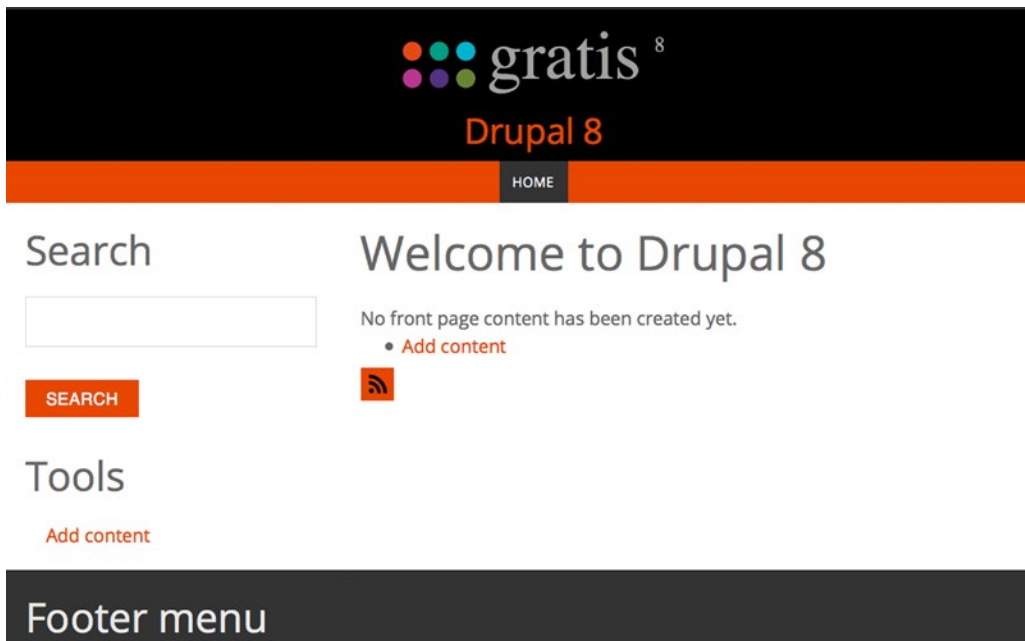 gratis 8
Drupal 8
HOME
Search
SEARCH
Tools
Add content
Welcome to Drupal 8
No front page content has been created yet.
Add content
Footer menu